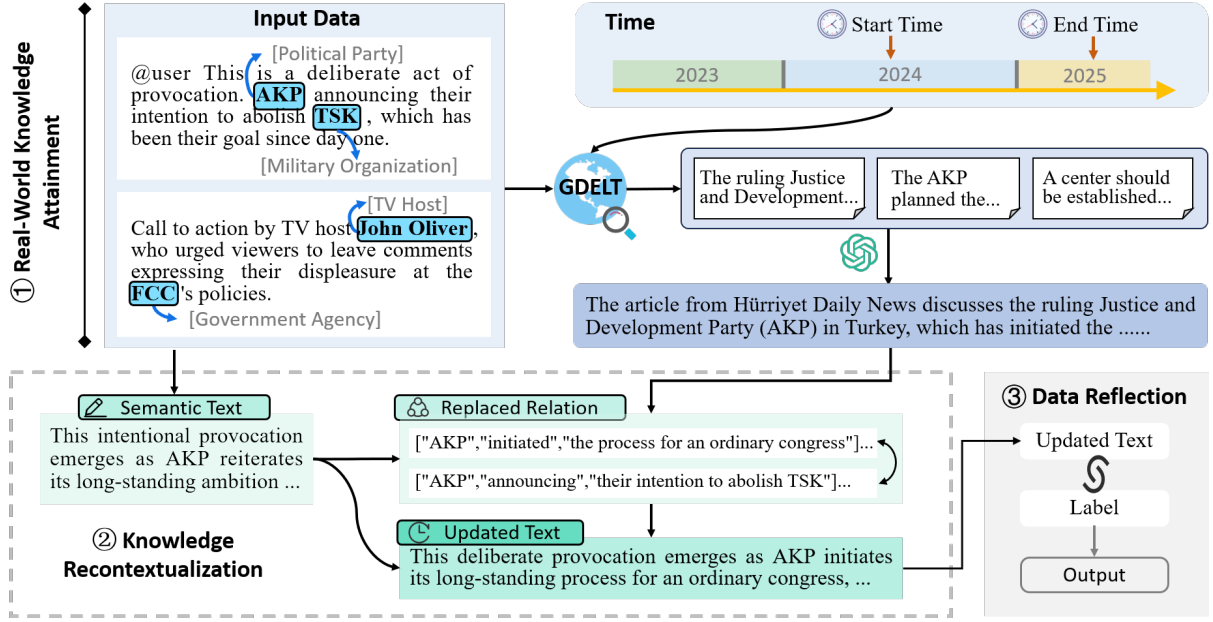 ① Real-World Knowledge
Attainment
Input Data
[Political Party]
@user This is a deliberate act of
provocation. AKP announcing their
intention to abolish TSK , which has
been their goal since day one.
[Military Organization]
[TV Host]
Call to action by TV host John Oliver,
who urged viewers to leave comments
expressing their displeasure at the
FCC's policies.
[Government Agency]
Time
Start Time
End Time
2023
2024
2025
GDELT
The ruling Justice
and Development...
The AKP
planned the...
A center should
be established...
The article from Hürriyet Daily News discusses the ruling Justice and
Development Party (AKP) in Turkey, which has initiated the ......
Semantic Text
This intentional provocation
emerges as AKP reiterates
its long-standing ambition ...
Replaced Relation
["AKP","initiated","the process for an ordinary congress"]...
["AKP","announcing","their intention to abolish TSK"]...
② Knowledge
Recontextualization
Updated Text
This deliberate provocation emerges as AKP initiates
its long-standing process for an ordinary congress, ...
③ Data Reflection
Updated Text
Label
Output